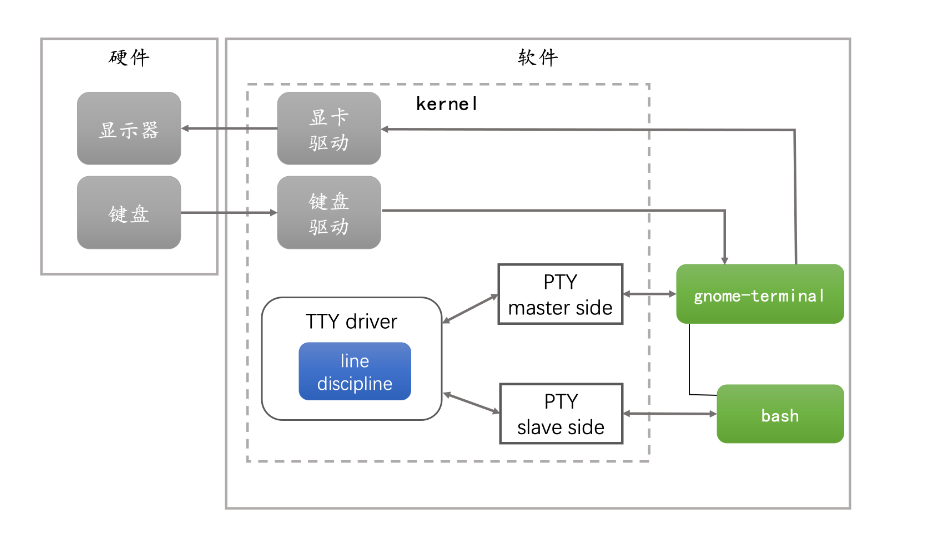 硬件
软件
kernel
显示器
显卡
驱动
键盘
键盘
驱动
PTY
master side
gnome-terminal
TTY driver
line
discipline
PTY
slave side
bash